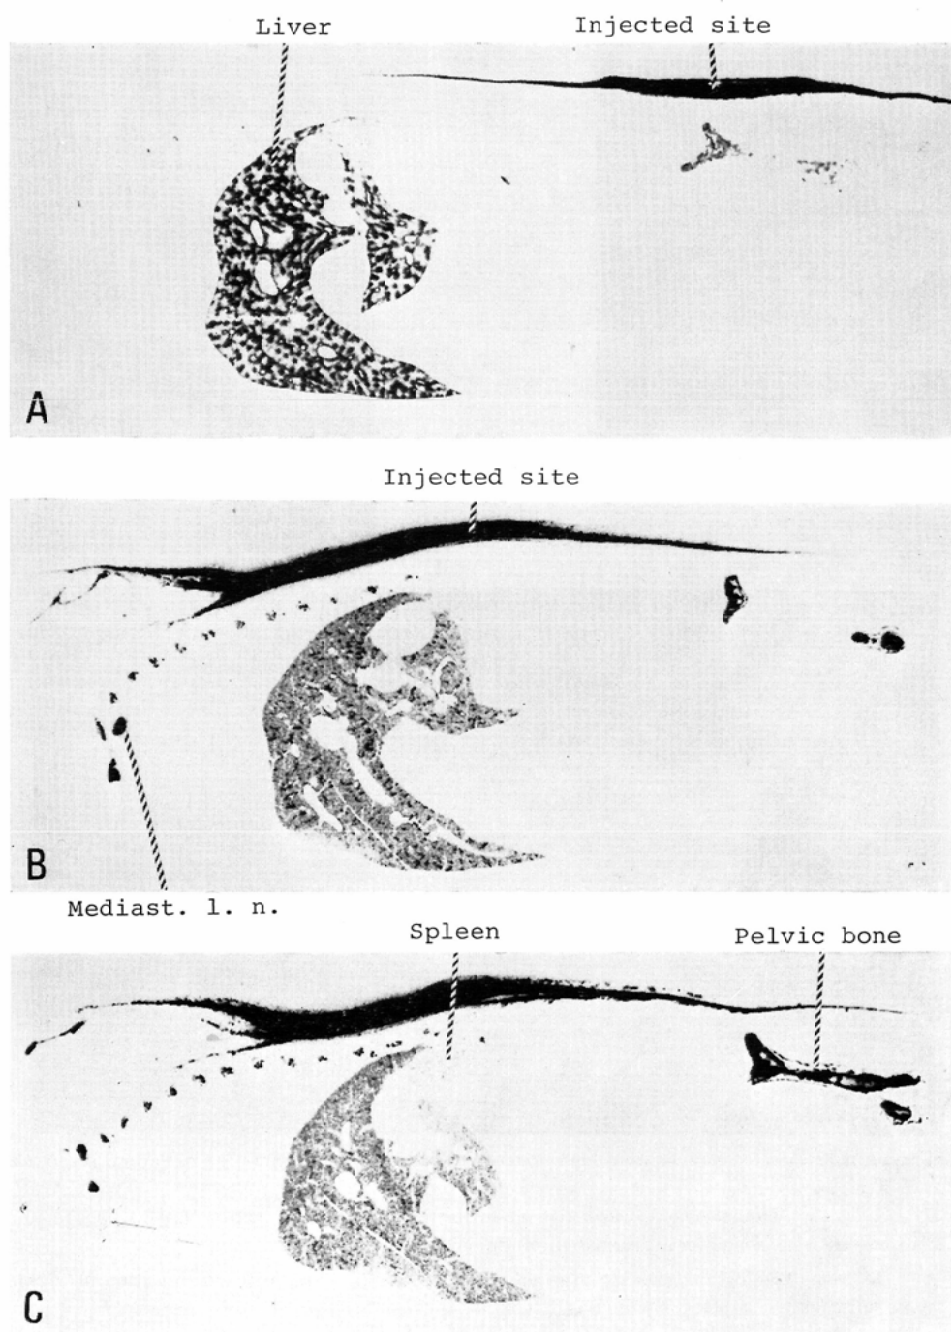 Liver
Injected site
A
Injected site
B
Mediast. l. n.
Spleen
Pelvic bone
C